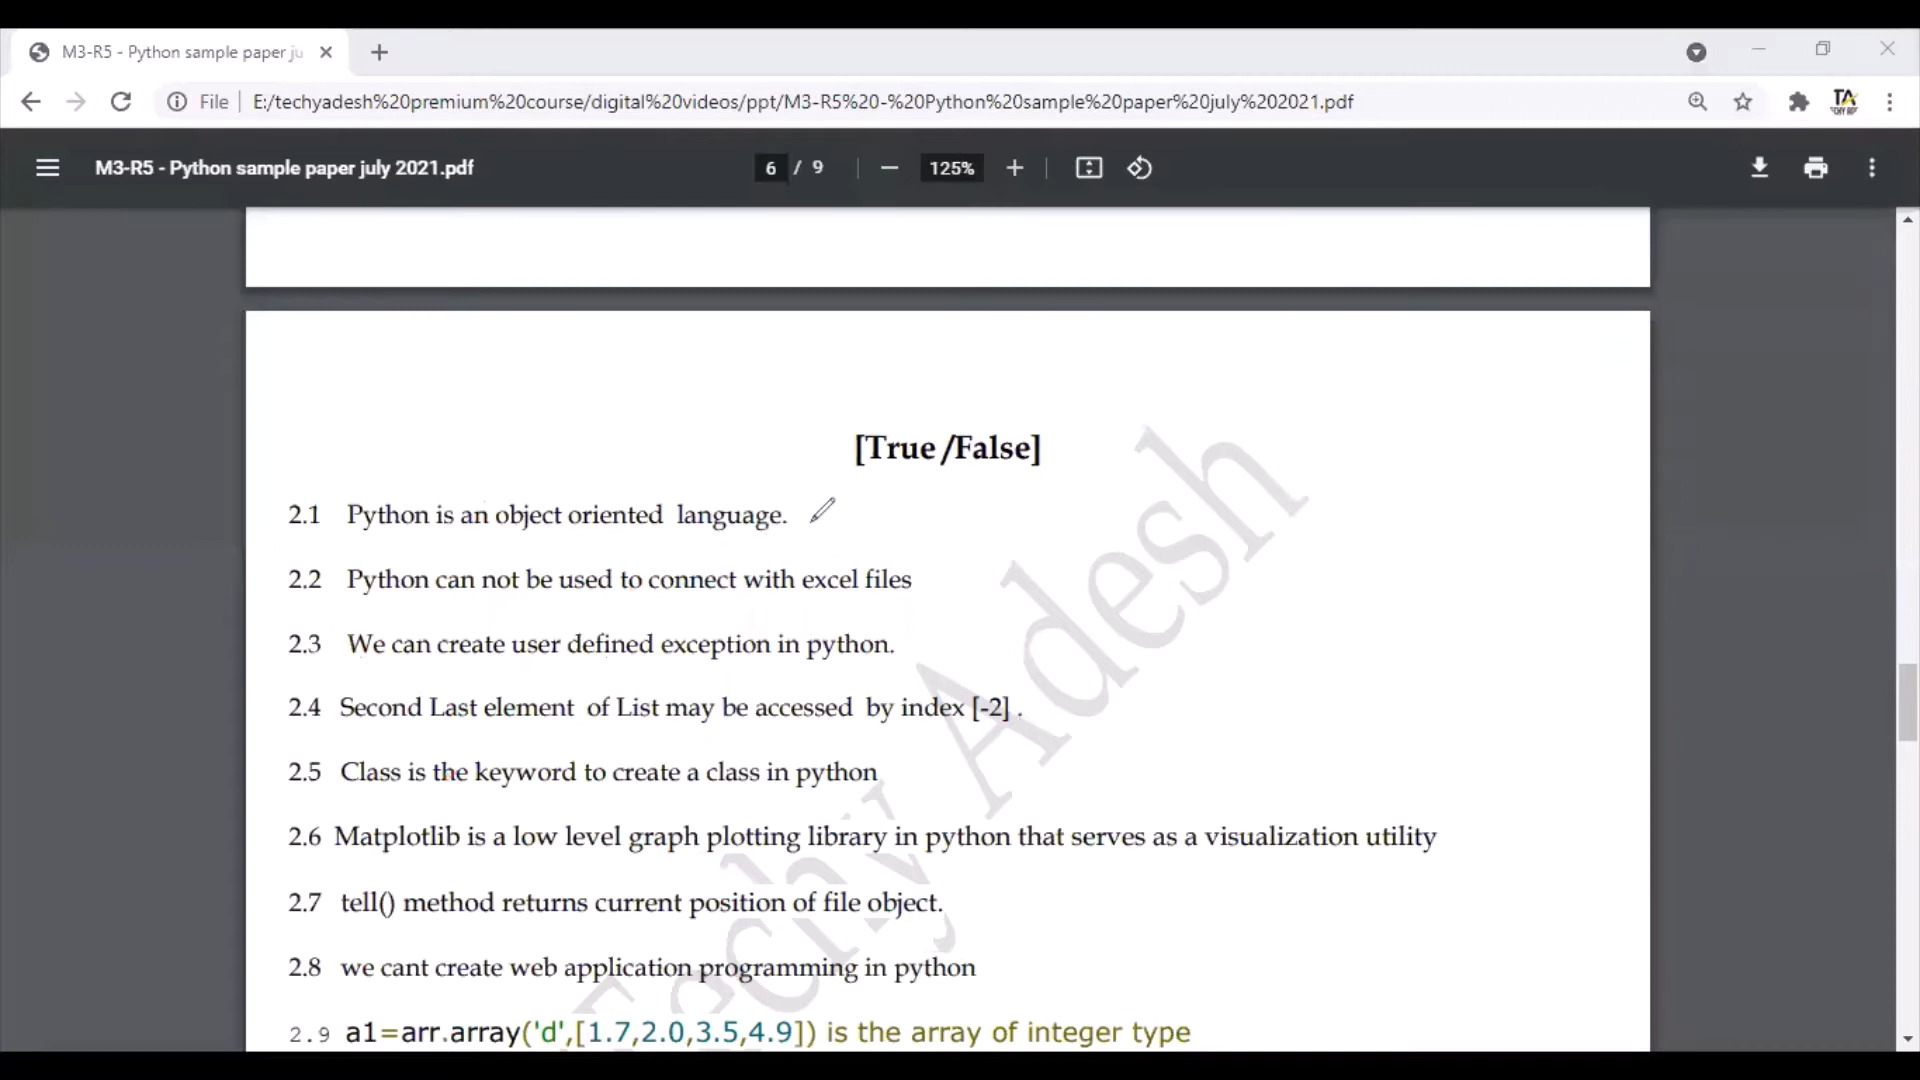 M3-R5 - Python sample paper ju
File
E:/techyadesh%20premium%20course/digital%20videos/ppt/M3-R5%20-%20Python%20sample%20paper%20july%202021.pdf
TA
M3-R5 - Python sample paper july 2021.pdf
6 / 9
125%
[True /False]
2.1 Python is an object oriented language.
2.2 Python can not be used to connect with excel files
2.3 We can create user defined exception in python.
2.4 Second Last element of List may be accessed by index [-2] .
2.5 Class is the keyword to create a class in python
2.6 Matplotlib is a low level graph plotting library in python that serves as a visualization utility
2.7 tell() method returns current position of file object.
2.8 we cant create web application programming in python
2.9 a1=arr.array('d',[1.7,2.0,3.5,4.9]) is the array of integer type
Techy Adesh